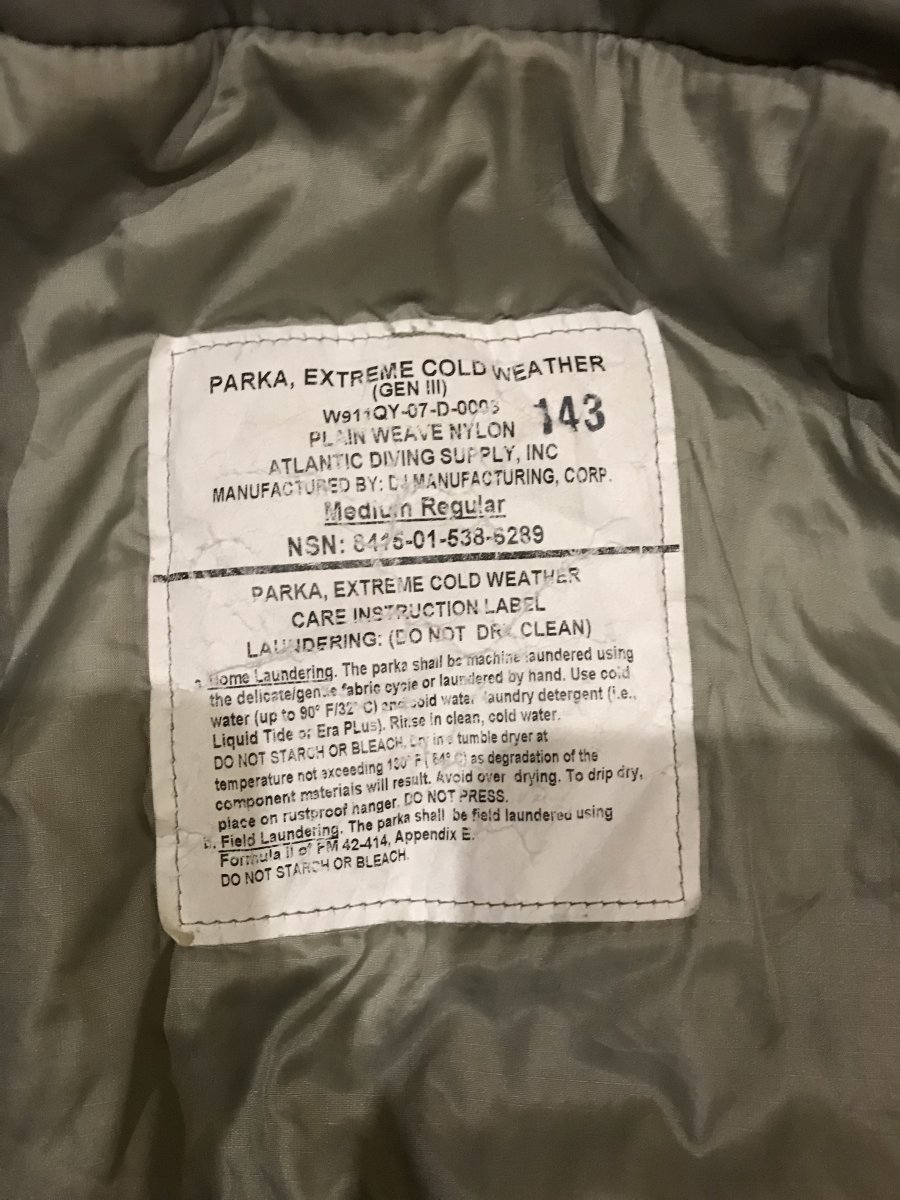 PARKA, EXTREME COLD WEATHER
(GEN III)
W911QY-07-D-0003 143
PLAIN WEAVE NYLON
ATLANTIC DIVING SUPPLY, INC
MANUFACTURED BY: DJ MANUFACTURING, CORP.
Medium Regular
NSN: 8415-01-538-6289
PARKA, EXTREME COLD WEATHER
CARE INSTRUCTION LABEL
LAUNDERING: (DO NOT DRY CLEAN)
a. Home Laundering. The parka shall be machine laundered using
the delicate/gentle fabric cycle or laundered by hand. Use cold
water (up to 90° F/32° C) and cold water laundry detergent (i.e.,
Liquid Tide or Era PLus). Rinse in clean, cold water.
DO NOT STARCH OR BLEACH. Dry in a tumble dryer at
temperature not exceeding F C) as degradation of the
component materials will result. Avoid over drying. To drip dry,
place on rustproof hanger. DO NOT PRESS.
b. Field Laundering. The parka shall be field laundered using
Formula II of FM 42-414, Appendix E.
DO NOT STARCH OR BLEACH.